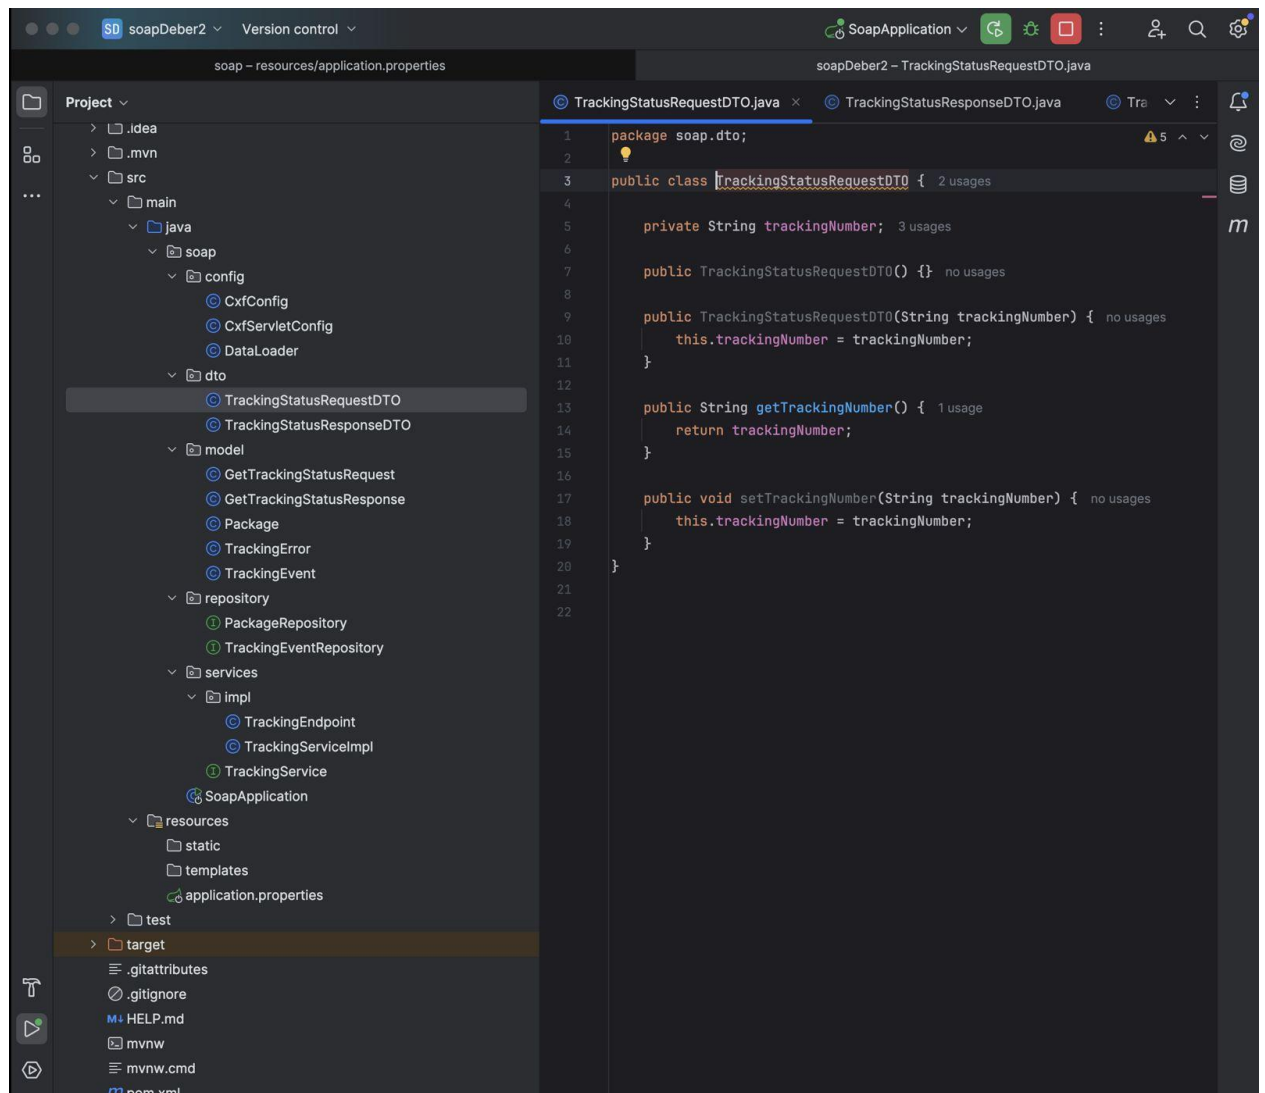 SD soapDeber2 Version control SoapApplication
soap – resources/application.properties soapDeber2 – TrackingStatusRequestDTO.java
Project
.idea
.mvn
src
main
java
soap
config
CxfConfig
CxfServletConfig
DataLoader
dto
TrackingStatusRequestDTO
TrackingStatusResponseDTO
model
GetTrackingStatusRequest
GetTrackingStatusResponse
Package
TrackingError
TrackingEvent
repository
PackageRepository
TrackingEventRepository
services
impl
TrackingEndpoint
TrackingServiceImpl
TrackingService
SoapApplication
resources
static
templates
application.properties
test
target
.gitattributes
.gitignore
M↓ HELP.md
mvnw
mvnw.cmd
pom.xml
TrackingStatusRequestDTO.java × TrackingStatusResponseDTO.java Tra
1 package soap.dto; 5
2
3 public class TrackingStatusRequestDTO { 2 usages
4
5 private String trackingNumber; 3 usages
6
7 public TrackingStatusRequestDTO() {} no usages
8
9 public TrackingStatusRequestDTO(String trackingNumber) { no usages
10 this.trackingNumber = trackingNumber;
11 }
12
13 public String getTrackingNumber() { 1 usage
14 return trackingNumber;
15 }
16
17 public void setTrackingNumber(String trackingNumber) { no usages
18 this.trackingNumber = trackingNumber;
19 }
20 }
21
22
m